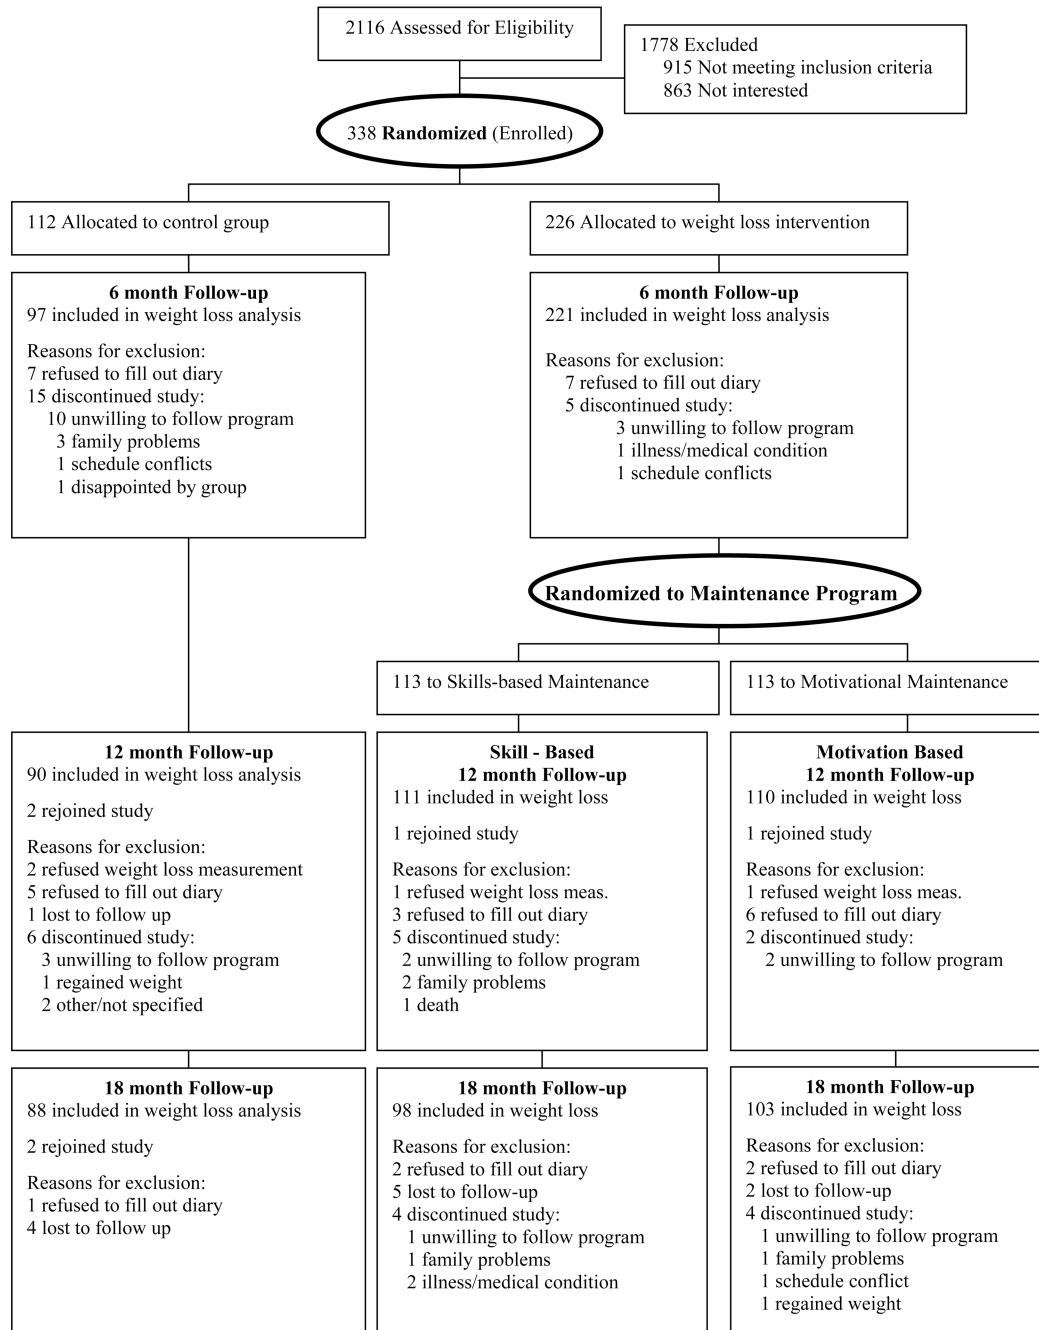 2116 Assessed for Eligibility
1778 Excluded
915 Not meeting inclusion criteria
863 Not interested
338 Randomized (Enrolled)
112 Allocated to control group
226 Allocated to weight loss intervention
6 month Follow-up
97 included in weight loss analysis
Reasons for exclusion:
7 refused to fill out diary
15 discontinued study:
10 unwilling to follow program
3 family problems
1 schedule conflicts
1 disappointed by group
6 month Follow-up
221 included in weight loss analysis
Reasons for exclusion:
7 refused to fill out diary
5 discontinued study:
3 unwilling to follow program
1 illness/medical condition
1 schedule conflicts
Randomized to Maintenance Program
113 to Skills-based Maintenance
113 to Motivational Maintenance
12 month Follow-up
90 included in weight loss analysis
2 rejoined study
Reasons for exclusion:
2 refused weight loss measurement
5 refused to fill out diary
1 lost to follow up
6 discontinued study:
3 unwilling to follow program
1 regained weight
2 other/not specified
Skill - Based
12 month Follow-up
111 included in weight loss
1 rejoined study
Reasons for exclusion:
1 refused weight loss meas.
3 refused to fill out diary
5 discontinued study:
2 unwilling to follow program
2 family problems
1 death
Motivation Based
12 month Follow-up
110 included in weight loss
1 rejoined study
Reasons for exclusion:
1 refused weight loss meas.
6 refused to fill out diary
2 discontinued study:
2 unwilling to follow program
18 month Follow-up
88 included in weight loss analysis
2 rejoined study
Reasons for exclusion:
1 refused to fill out diary
4 lost to follow up
18 month Follow-up
98 included in weight loss
Reasons for exclusion:
2 refused to fill out diary
5 lost to follow-up
4 discontinued study:
1 unwilling to follow program
1 family problems
2 illness/medical condition
18 month Follow-up
103 included in weight loss
Reasons for exclusion:
2 refused to fill out diary
2 lost to follow-up
4 discontinued study:
1 unwilling to follow program
1 family problems
1 schedule conflict
1 regained weight